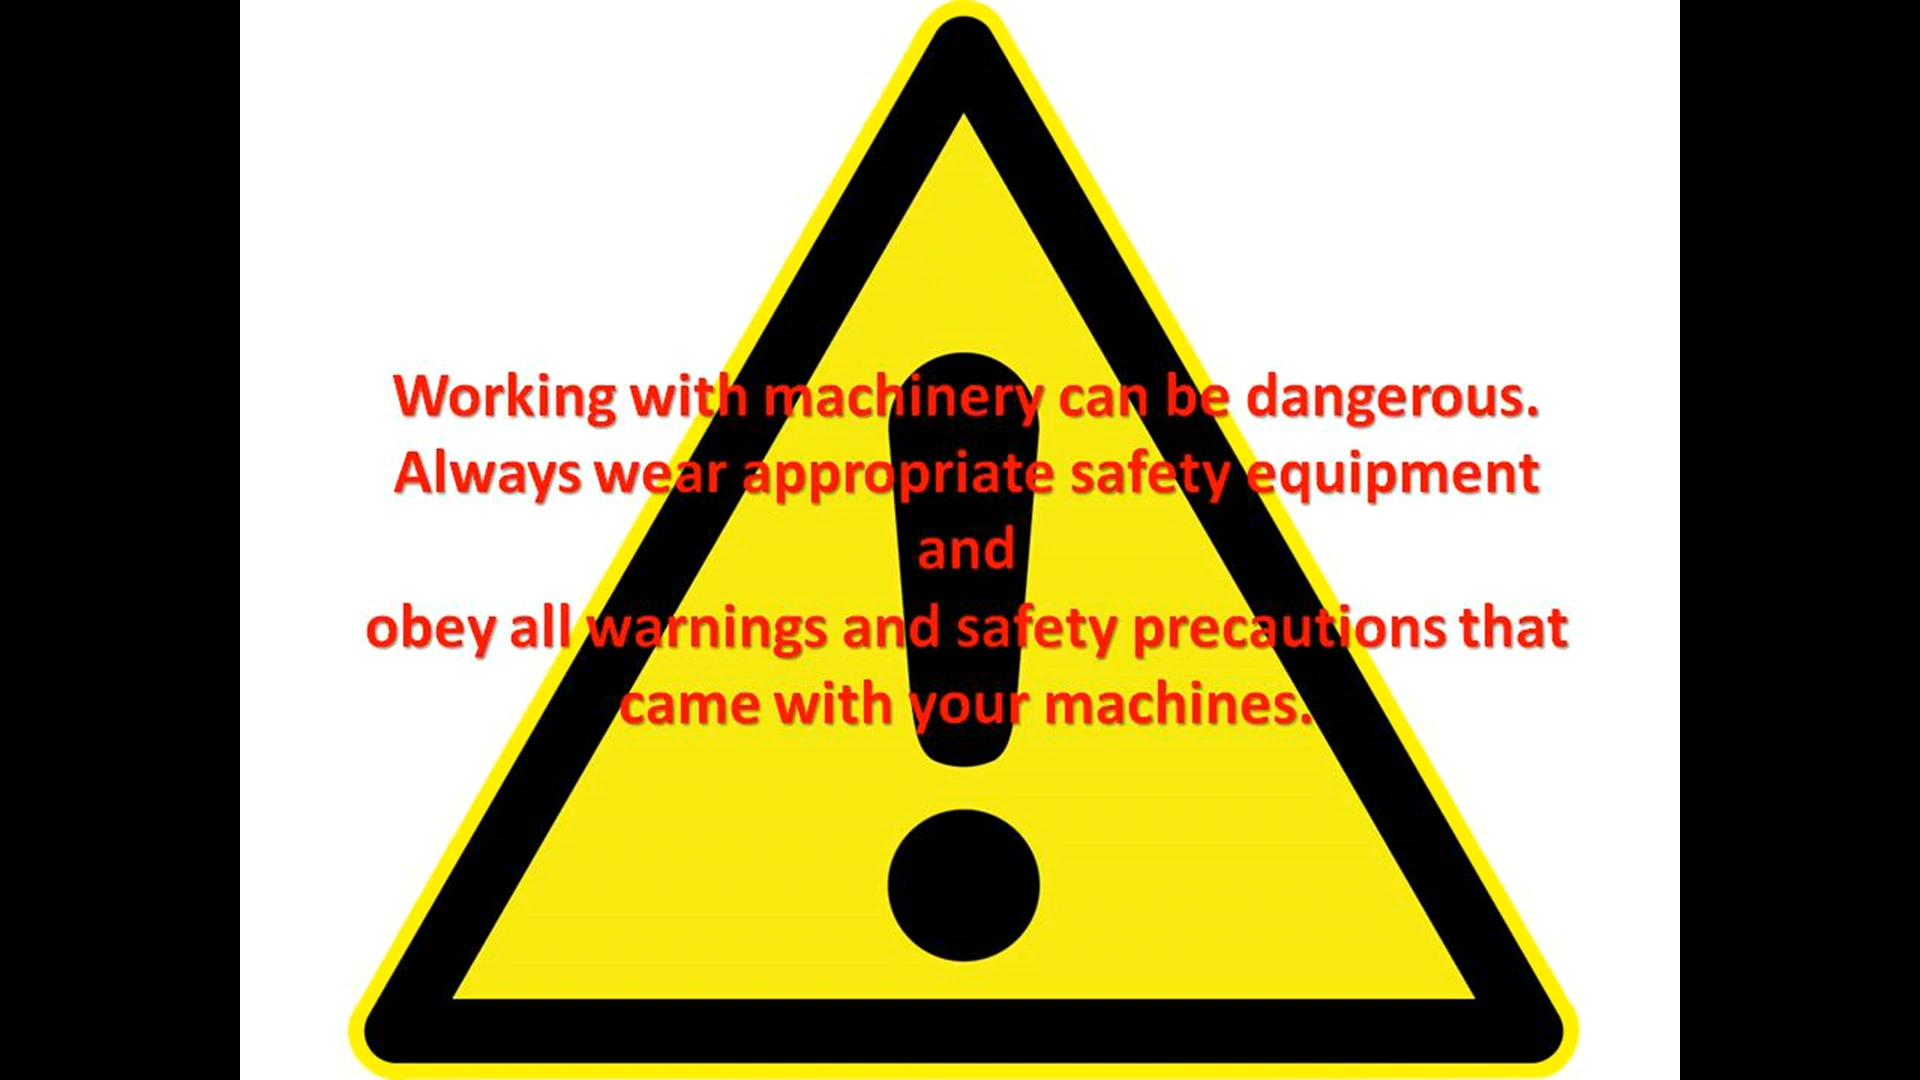 Working with machinery can be dangerous.
Always wear appropriate safety equipment
and
obey all warnings and safety precautions that
came with your machines.